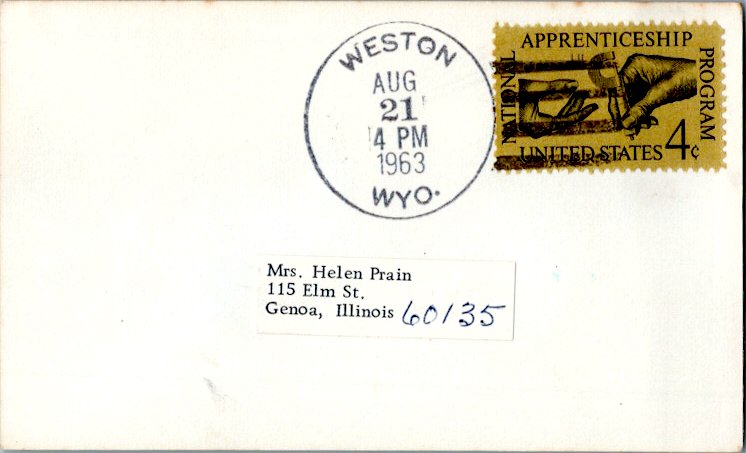 WESTON
AUG
21
4 PM
1963
WYO.
NATIONAL
APPRENTICESHIP
PROGRAM
UNITED STATES 4¢
Mrs. Helen Prain
115 Elm St.
Genoa, Illinois 60135